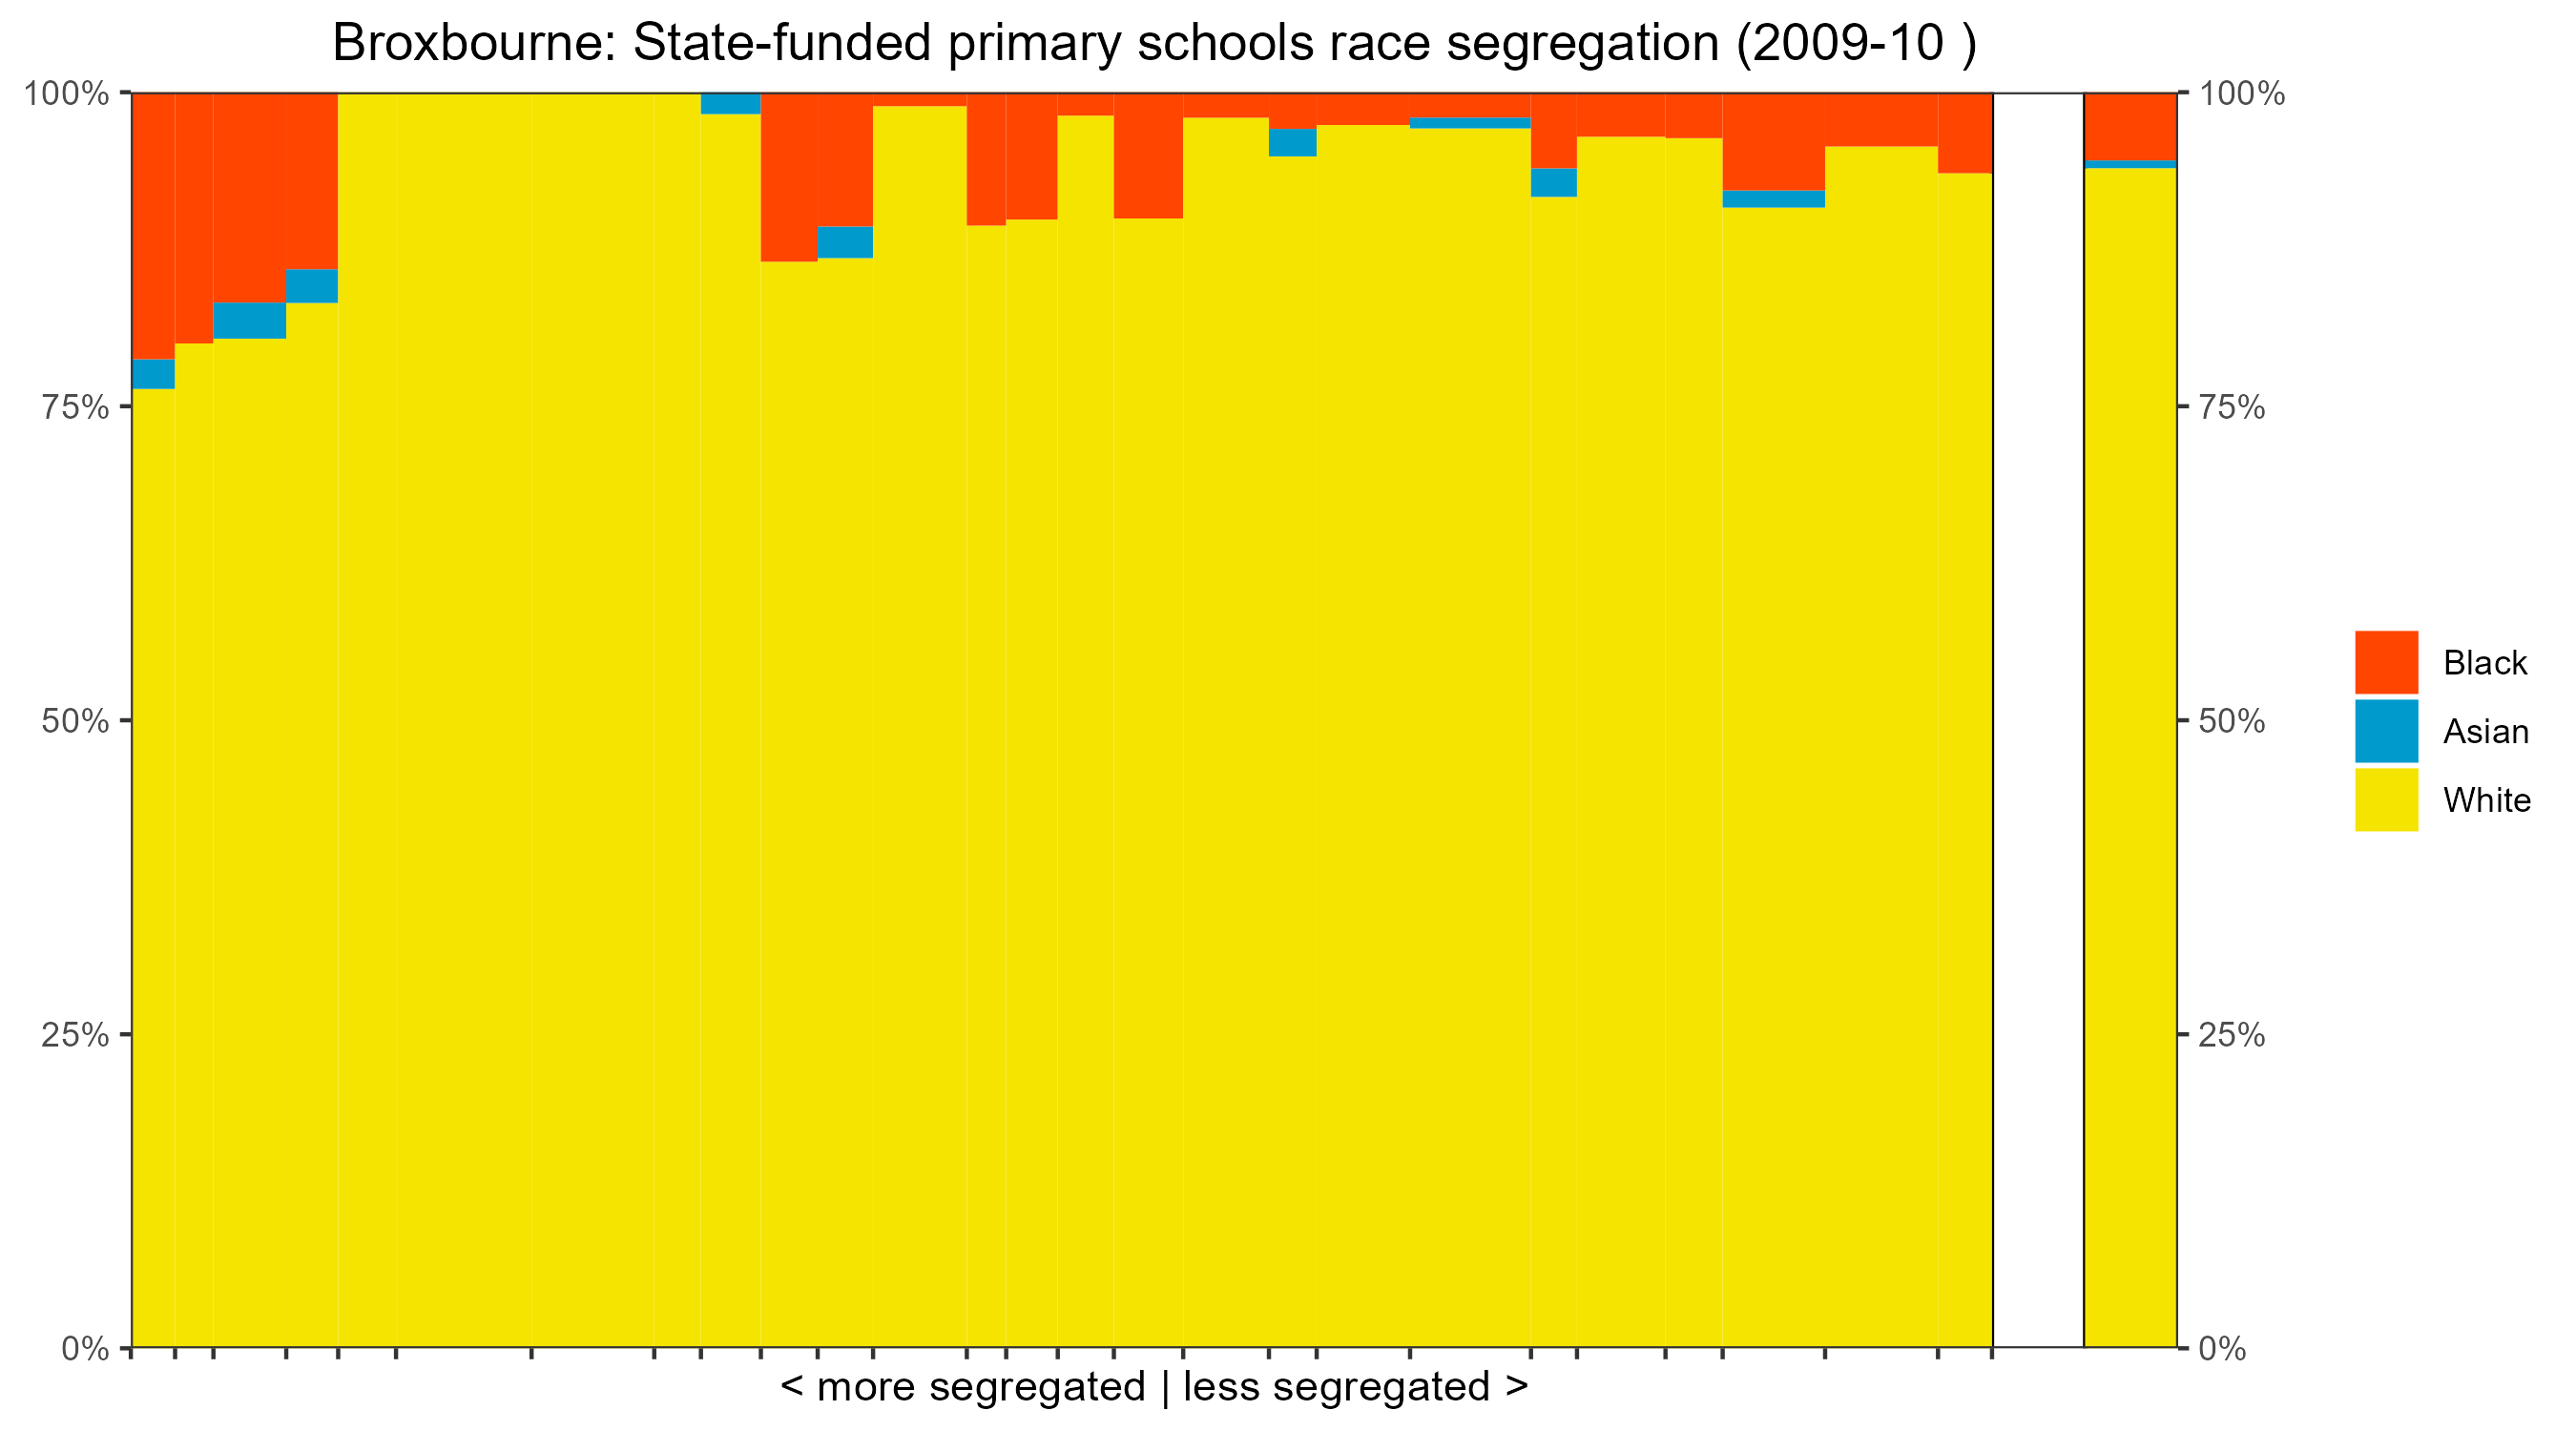 Broxbourne: State-funded primary schools race segregation (2009-10 )
100%
75%
50%
25%
0%
100%
75%
50%
25%
0%
Black
Asian
White
< more segregated | less segregated >